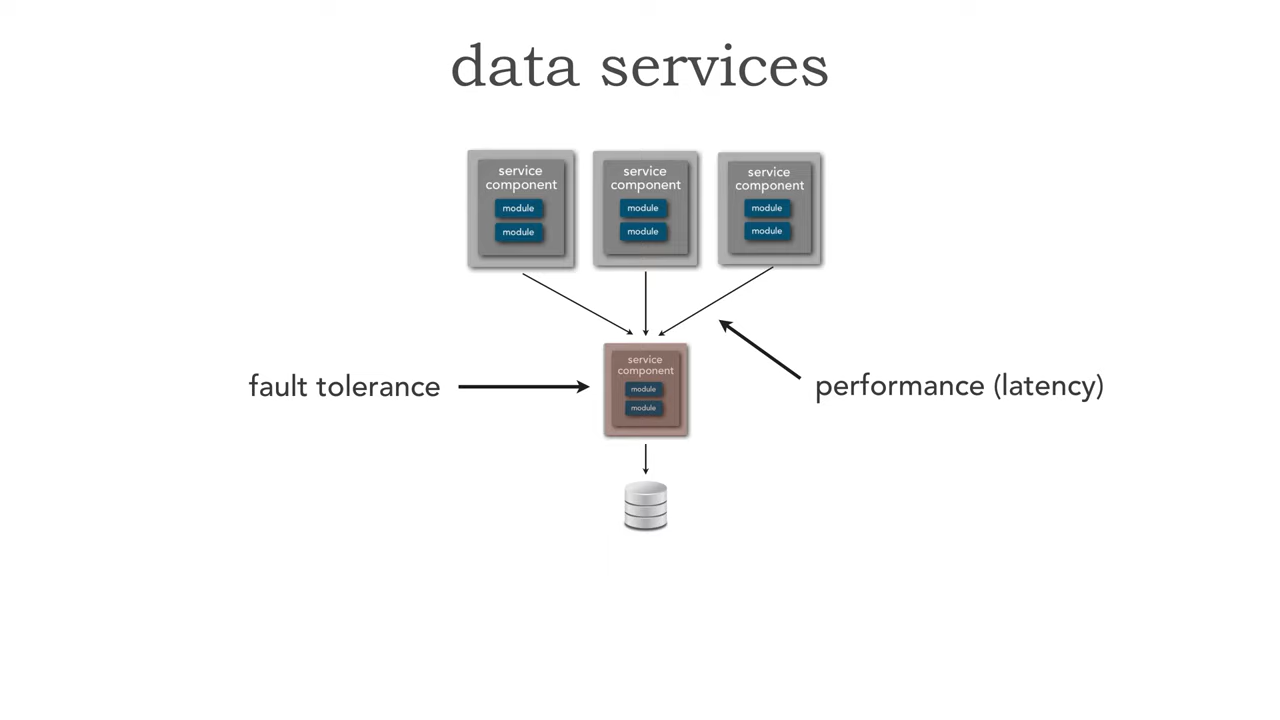 data services
service
component
module
module
service
component
module
module
service
component
module
module
fault tolerance
service
component
module
module
performance (latency)